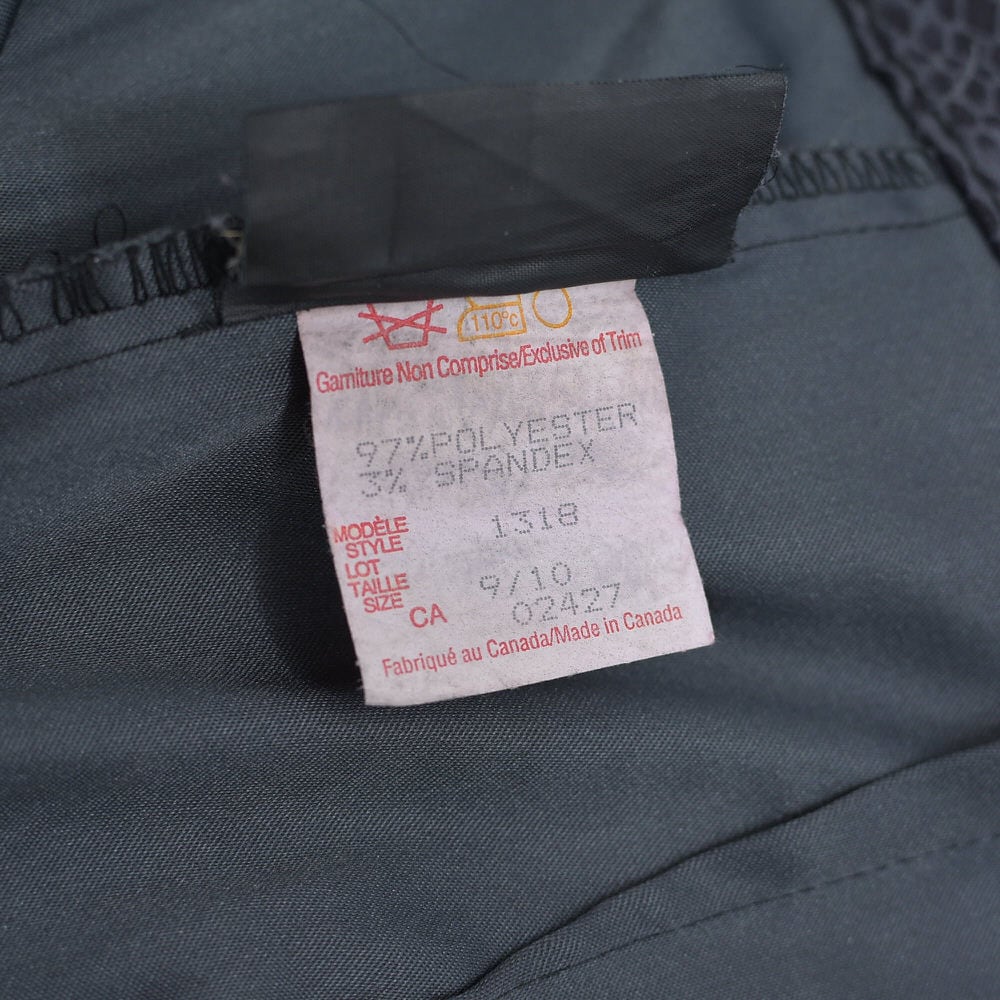 110ºc
Garniture Non Comprise/Exclusive of Trim
97%POLYESTER
3% SPANDEX
MODÈLE
STYLE
1318
LOT
TAILLE
SIZE
9/10
CA
02427
Fabriqué au Canada/Made in Canada